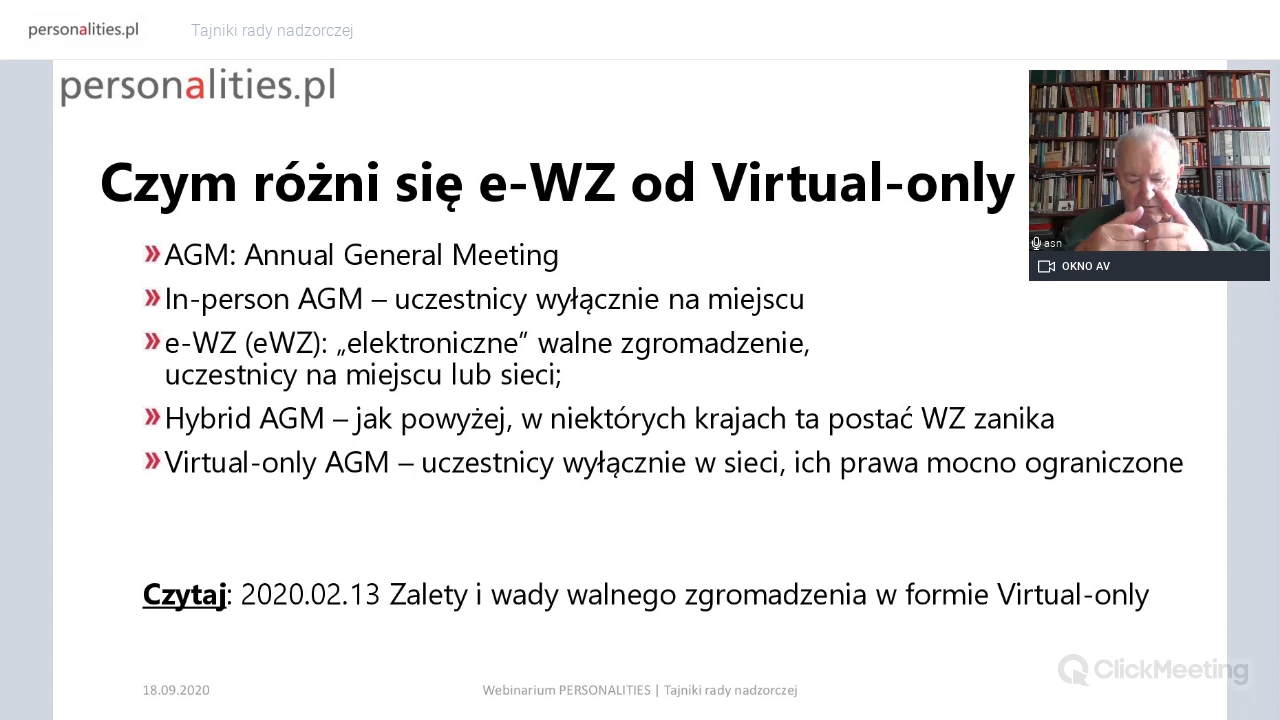 personalities.pl
Tajniki rady nadzorczej
personalities.pl
Czym różni się e-WZ od Virtual-only
» AGM: Annual General Meeting
» In-person AGM – uczestnicy wyłącznie na miejscu
» e-WZ (eWZ): „elektroniczne“ walne zgromadzenie,
uczestnicy na miejscu lub sieci;
» Hybrid AGM – jak powyżej, w niektórych krajach ta postać WZ zanika
» Virtual-only AGM – uczestnicy wyłącznie w sieci, ich prawa mocno ograniczone
asn
OKNO AV
Czytaj: 2020.02.13 Zalety i wady walnego zgromadzenia w formie Virtual-only
ClickMeeting
18.09.2020
Webinarium PERSONALITIES | Tajniki rady nadzorczej